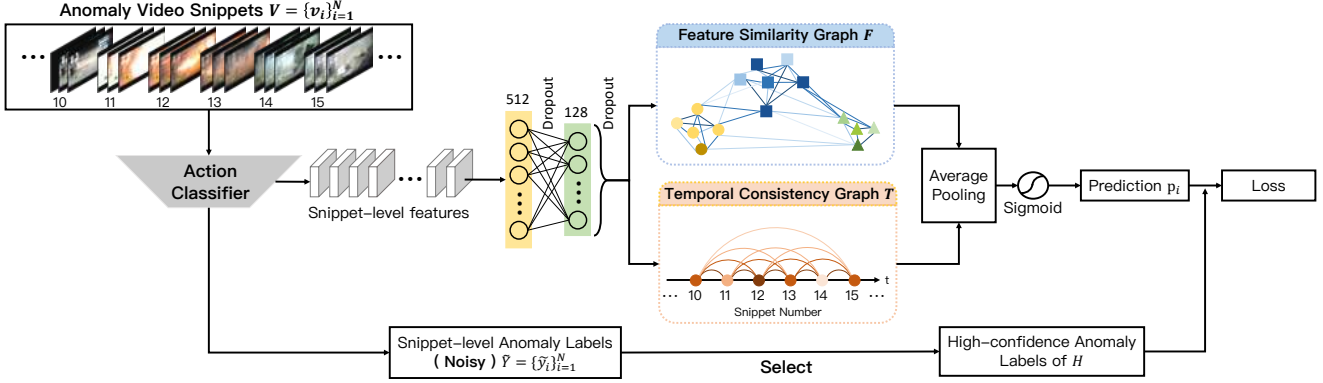 Anomaly Video Snippets V = {v_i}_{i=1}^N
... ...
10 11 12 13 14 15
Action
Classifier
Snippet-level features
...
512
Dropout
128
Dropout
Feature Similarity Graph F
Temporal Consistency Graph T
t
... 10 11 12 13 14 15 ...
Snippet Number
Average
Pooling
Sigmoid
Prediction p_i
Loss
Snippet-level Anomaly Labels
( Noisy ) Ỹ = {ỹ_i}_{i=1}^N
Select
High-confidence Anomaly
Labels of H